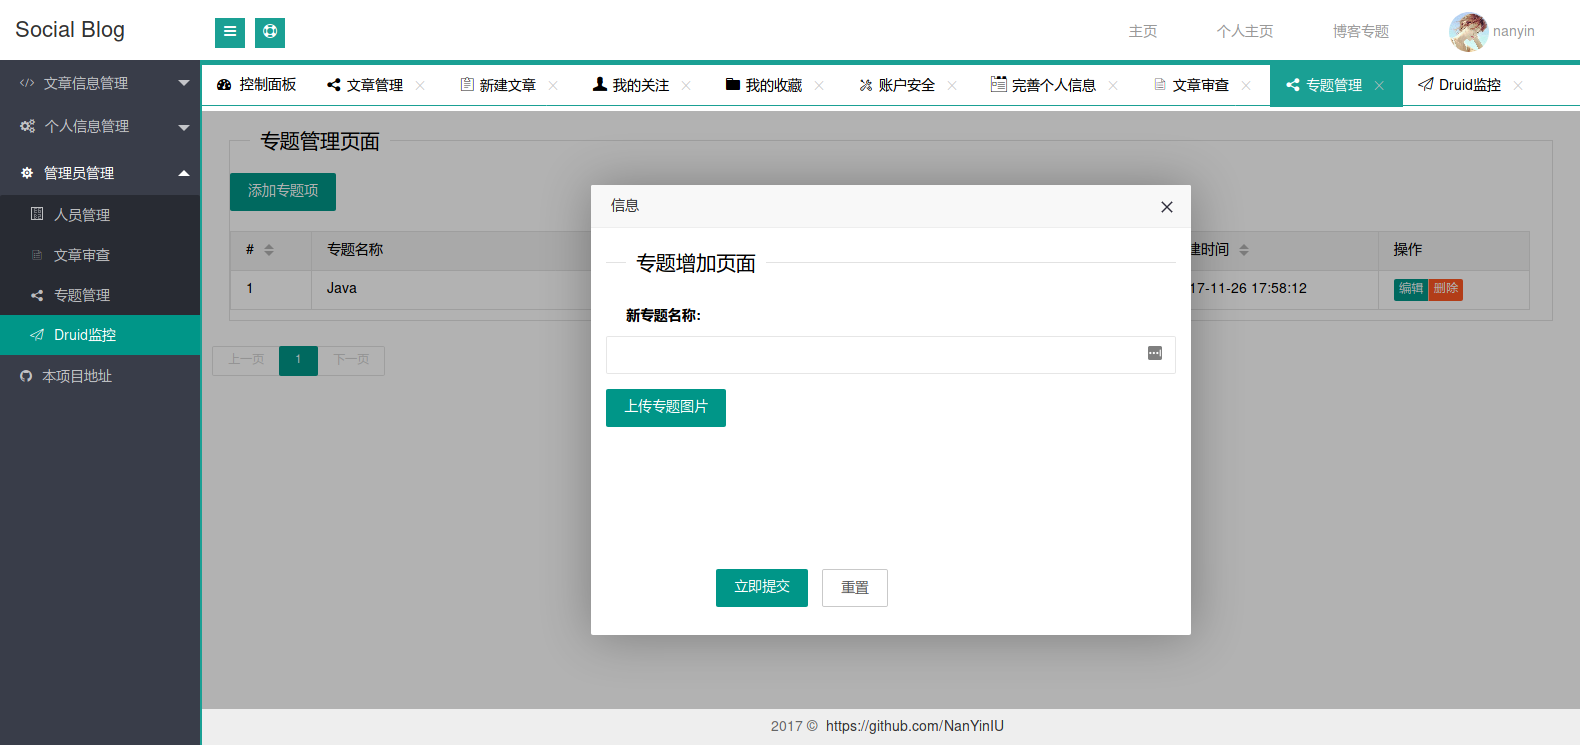 Social Blog
主页 个人主页 博客专题 nanyin
文章信息管理
个人信息管理
管理员管理
人员管理
文章审查
专题管理
Druid监控
本项目地址
控制面板 文章管理 新建文章 我的关注 我的收藏 账户安全 完善个人信息 文章审查 专题管理 Druid监控
专题管理页面
添加专题项
# 专题名称 建时间 操作
1 Java 17-11-26 17:58:12 编辑 删除
上一页 1 下一页
信息
专题增加页面
新专题名称:
上传专题图片
立即提交 重置
2017 © https://github.com/NanYinIU